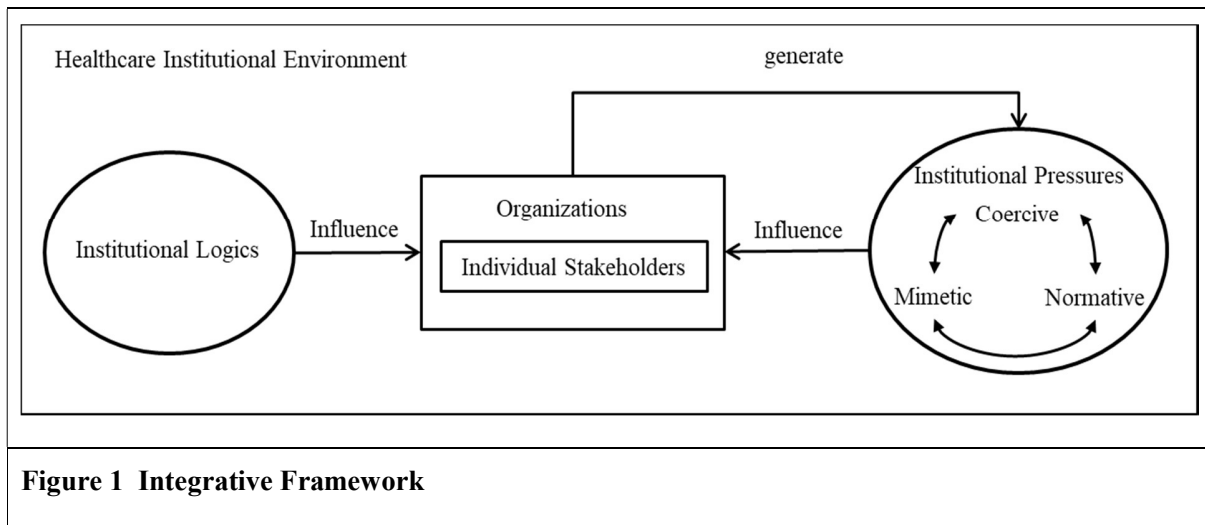 Healthcare Institutional Environment
generate
Institutional Logics
Influence
Organizations
Individual Stakeholders
Influence
Institutional Pressures
Coercive
Mimetic
Normative
Figure 1 Integrative Framework